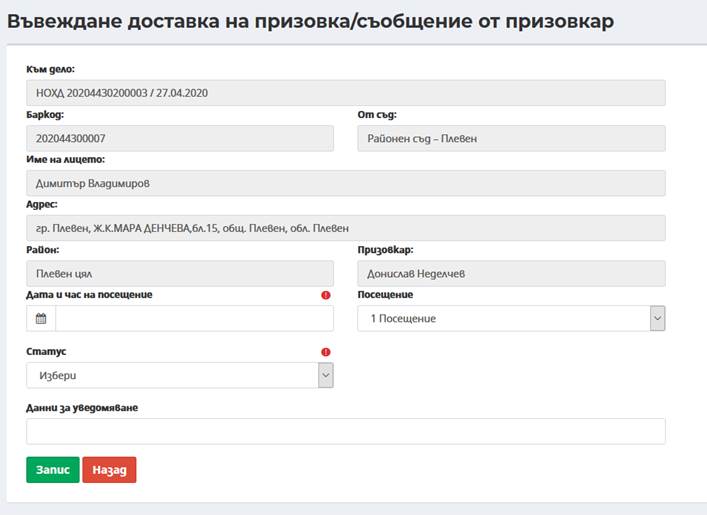 Въвеждане доставка на призовка/съобщение от призовкар
Към дело:
НОХД 20204430200003 / 27.04.2020
Баркод:
От съд:
202044300007
Районен съд – Плевен
Име на лицето:
Димитър Владимиров
Адрес:
гр. Плевен, Ж.К.МАРА ДЕНЧЕВА,бл.15, общ. Плевен, обл. Плевен
Район:
Призовкар:
Плевен цял
Донислав Неделчев
Дата и час на посещение
Посещение
1 Посещение
Статус
Избери
Данни за уведомяване
Запис
Назад